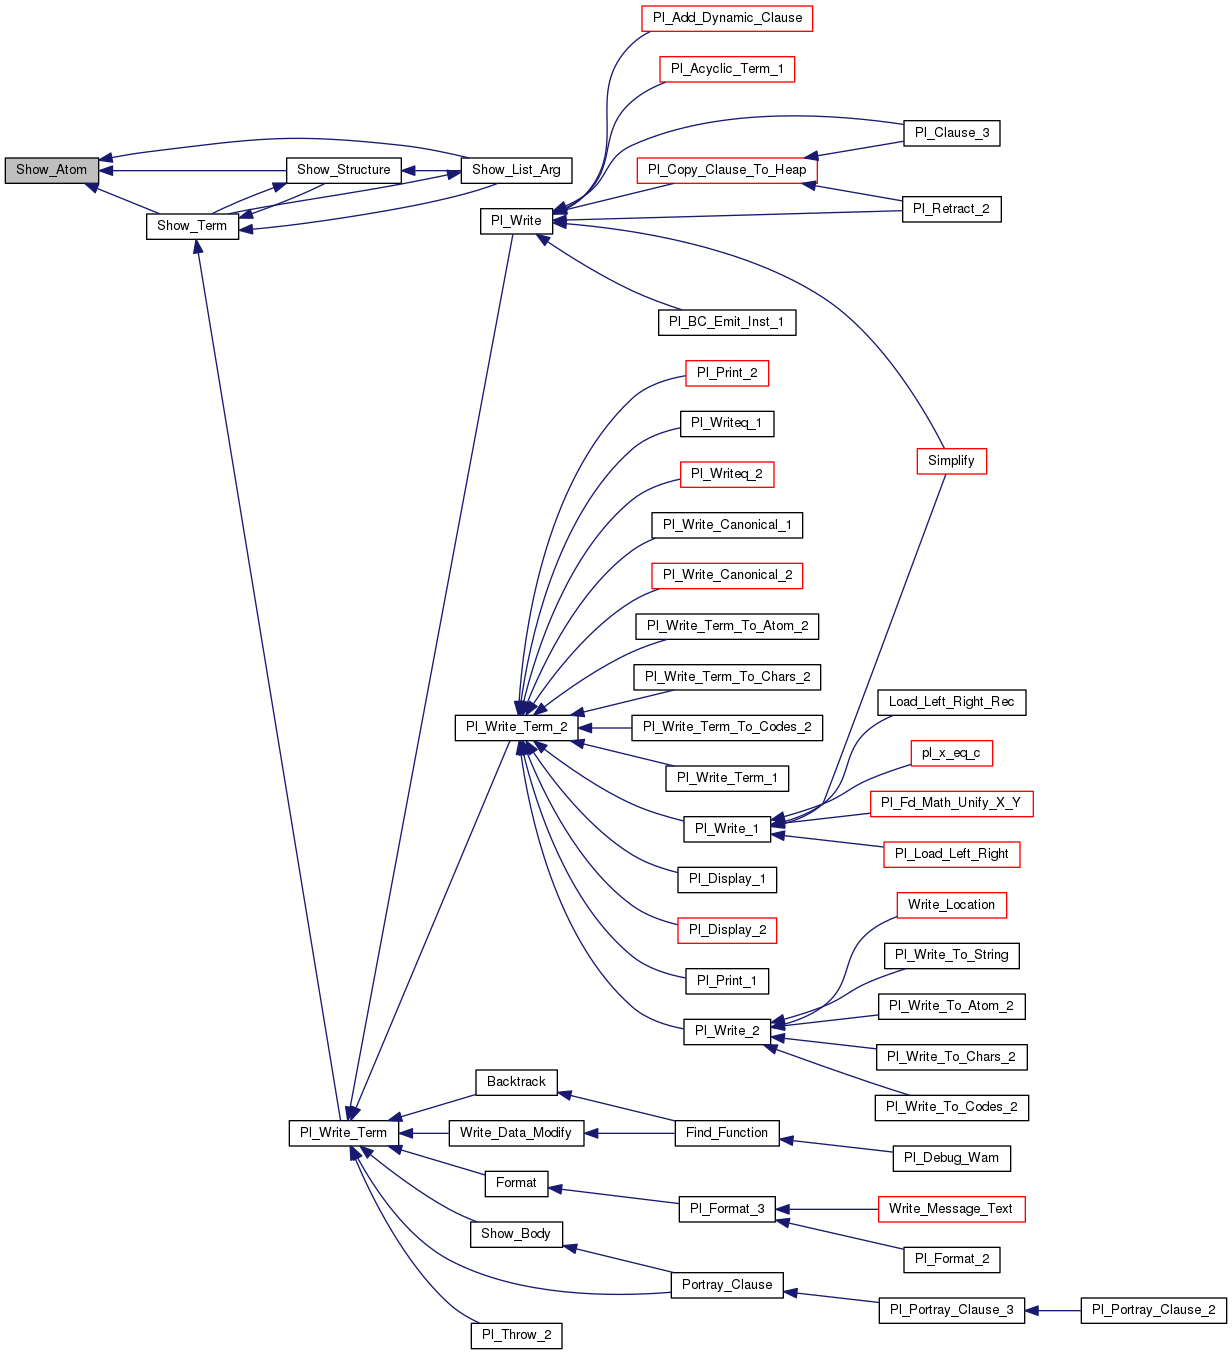 Pl_Add_Dynamic_Clause
Pl_Acyclic_Term_1
Pl_Clause_3
Show_Atom
Show_Structure
Show_List_Arg
Pl_Copy_Clause_To_Heap
Pl_Retract_2
Show_Term
Pl_Write
Pl_BC_Emit_Inst_1
Pl_Print_2
Pl_Writeq_1
Simplify
Pl_Writeq_2
Pl_Write_Canonical_1
Pl_Write_Canonical_2
Pl_Write_Term_To_Atom_2
Pl_Write_Term_To_Chars_2
Load_Left_Right_Rec
Pl_Write_Term_2
Pl_Write_Term_To_Codes_2
pl_x_eq_c
Pl_Write_Term_1
Pl_Fd_Math_Unify_X_Y
Pl_Write_1
Pl_Load_Left_Right
Pl_Display_1
Write_Location
Pl_Display_2
Pl_Write_To_String
Pl_Print_1
Pl_Write_To_Atom_2
Pl_Write_2
Pl_Write_To_Chars_2
Backtrack
Pl_Write_To_Codes_2
Pl_Write_Term
Write_Data_Modify
Find_Function
Pl_Debug_Wam
Format
Pl_Format_3
Write_Message_Text
Show_Body
Pl_Format_2
Portray_Clause
Pl_Portray_Clause_3
Pl_Portray_Clause_2
Pl_Throw_2